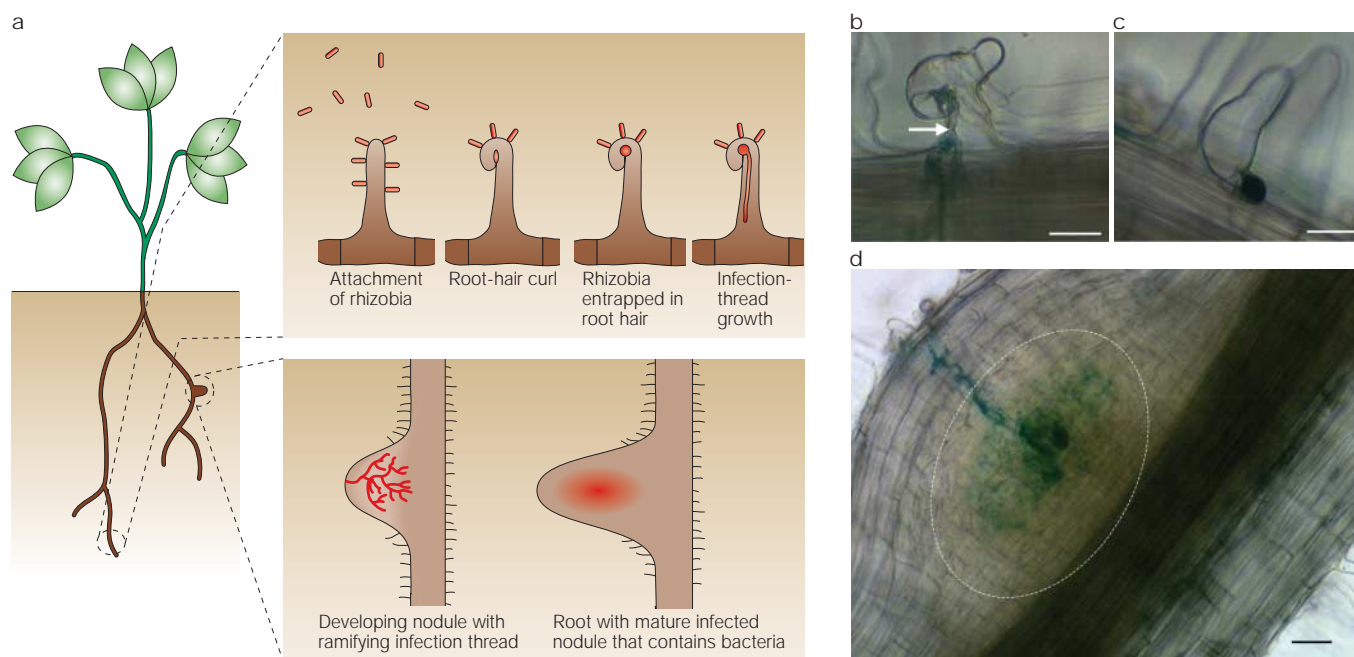 a
Attachment
of rhizobia
Root-hair curl
Rhizobia
entrapped in
root hair
Infection-
thread
growth
Developing nodule with
ramifying infection thread
Root with mature infected
nodule that contains bacteria
b
c
d